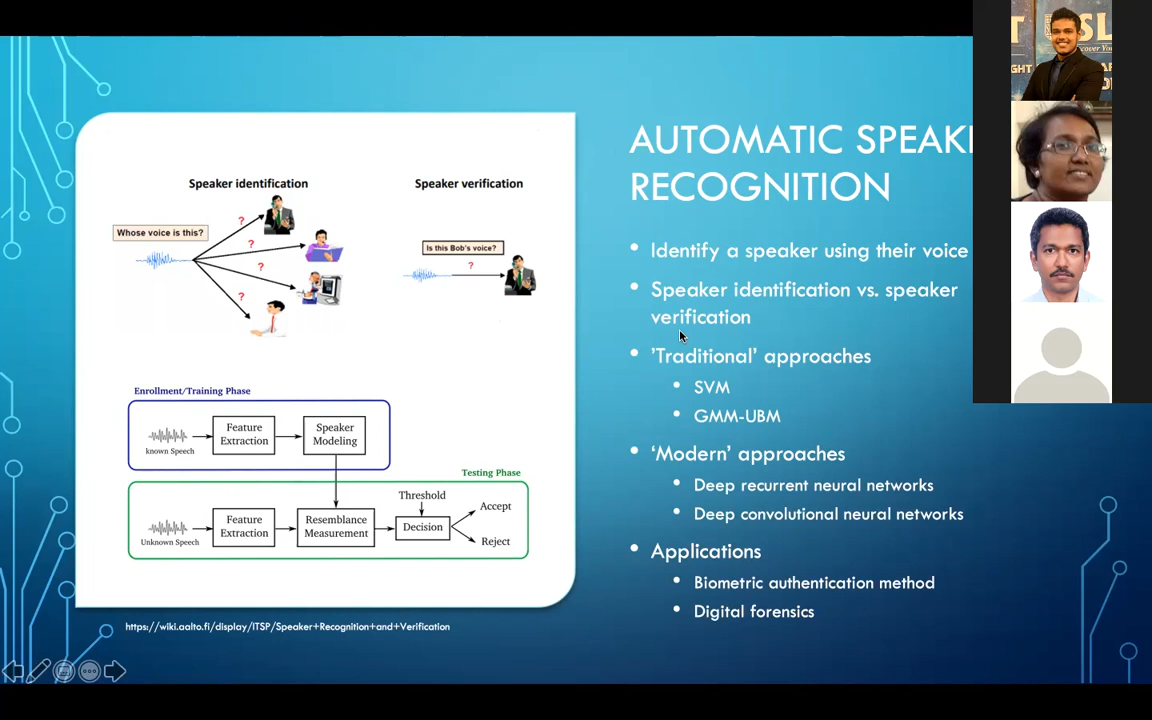 AUTOMATIC SPEAK
RECOGNITION
Speaker identification
Speaker verification
Whose voice is this?
?
?
?
?
Is this Bob's voice?
?
• Identify a speaker using their voice
• Speaker identification vs. speaker
verification
• 'Traditional' approaches
• SVM
• GMM-UBM
• 'Modern' approaches
• Deep recurrent neural networks
• Deep convolutional neural networks
• Applications
• Biometric authentication method
• Digital forensics
Enrollment/Training Phase
known Speech
Feature
Extraction
Speaker
Modeling
Testing Phase
Unknown Speech
Feature
Extraction
Resemblance
Measurement
Threshold
Decision
Accept
Reject
https://wiki.aalto.fi/display/ITSP/Speaker+Recognition+and+Verification